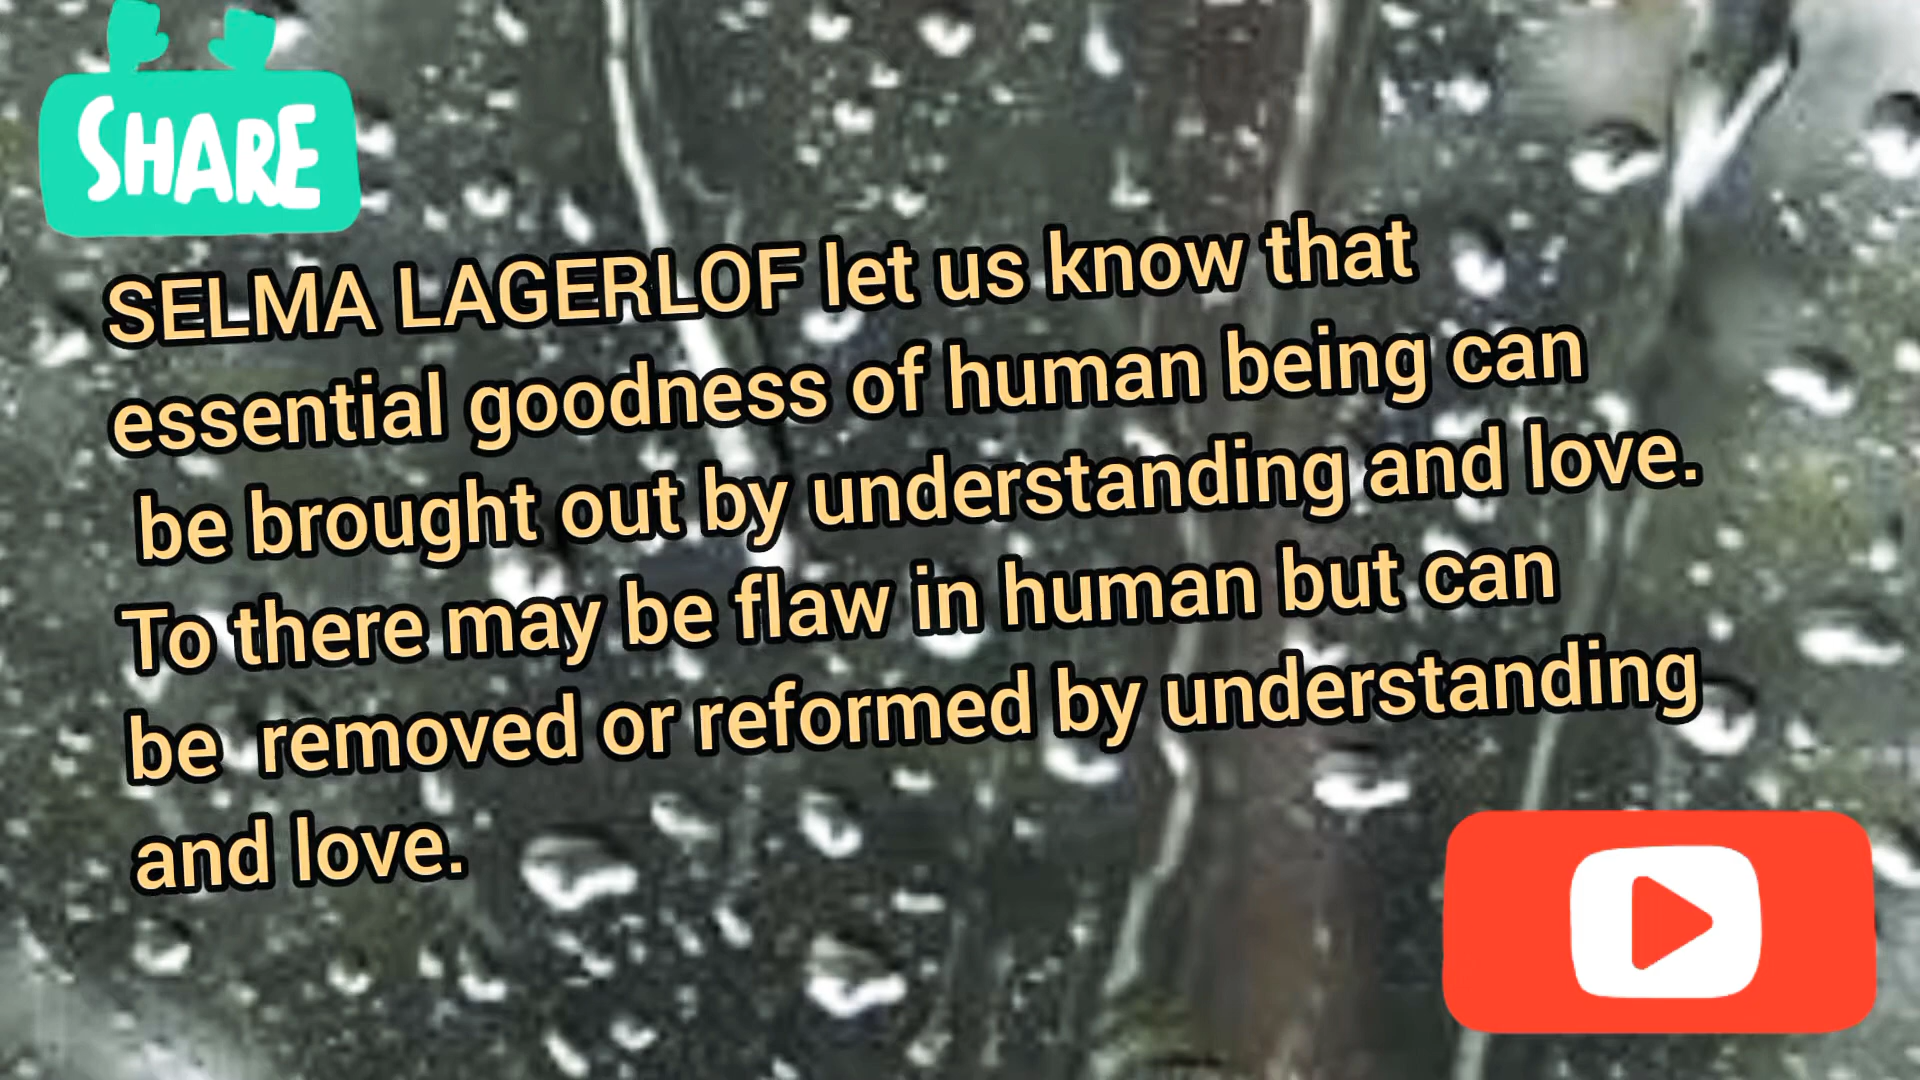 SHARE
SELMA LAGERLOF let us know that
essential goodness of human being can
be brought out by understanding and love.
To there may be flaw in human but can
be removed or reformed by understanding
and love.